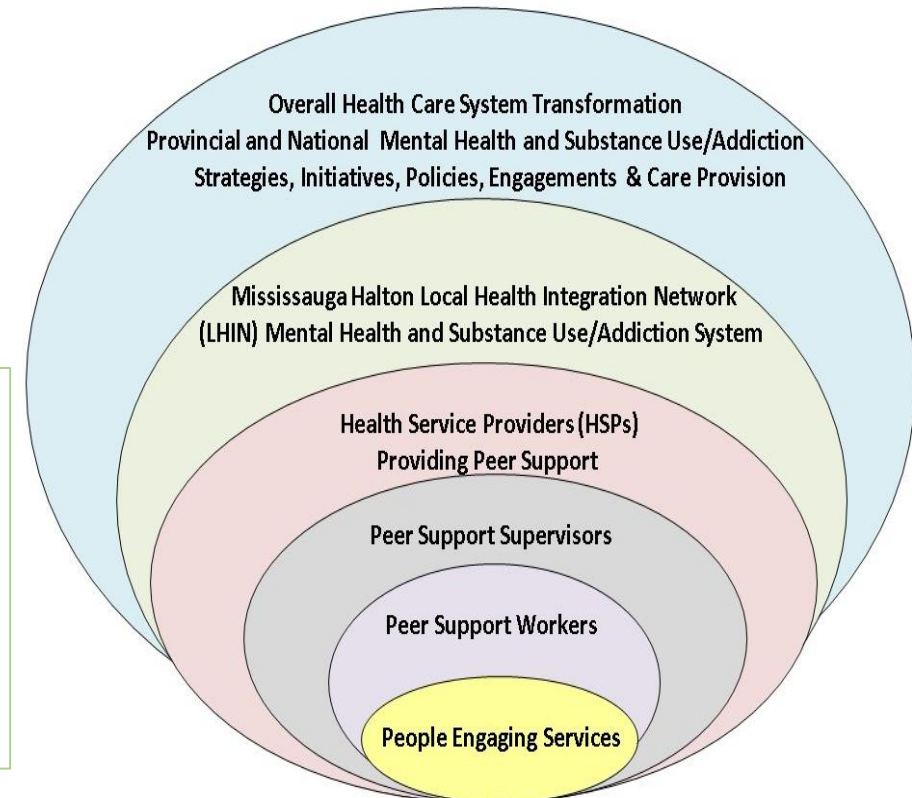 Overall Health Care System Transformation
Provincial and National Mental Health and Substance Use/Addiction
Strategies, Initiatives, Policies, Engagements & Care Provision
Mississauga Halton Local Health Integration Network
(LHIN) Mental Health and Substance Use/Addiction System
Health Service Providers (HSPs)
Providing Peer Support
Peer Support Supervisors
Peer Support Workers
People Engaging Services